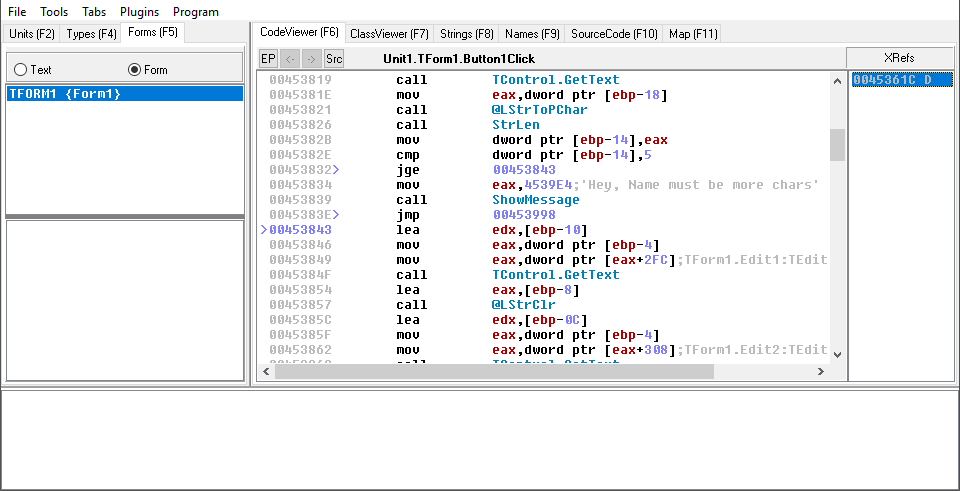 File Tools Tabs Plugins Program
Units (F2) Types (F4) Forms (F5)
Text Form
TFORM1 {Form1}
CodeViewer (F6) ClassViewer (F7) Strings (F8) Names (F9) SourceCode (F10) Map (F11)
EP <- -> Src Unit1.TForm1.Button1Click
00453819 call TControl.GetText
0045381E mov eax,dword ptr [ebp-18]
00453821 call @LStrToPChar
00453826 call StrLen
0045382B mov dword ptr [ebp-14],eax
0045382E cmp dword ptr [ebp-14],5
00453832> jge 00453843
00453834 mov eax,4539E4;'Hey, Name must be more chars'
00453839 call ShowMessage
0045383E> jmp 00453998
>00453843 lea edx,[ebp-10]
00453846 mov eax,dword ptr [ebp-4]
00453849 mov eax,dword ptr [eax+2FC];TForm1.Edit1:TEdit
0045384F call TControl.GetText
00453854 lea eax,[ebp-8]
00453857 call @LStrClr
0045385C lea edx,[ebp-0C]
0045385F mov eax,dword ptr [ebp-4]
00453862 mov eax,dword ptr [eax+308];TForm1.Edit2:TEdit
XRefs
0045361C D